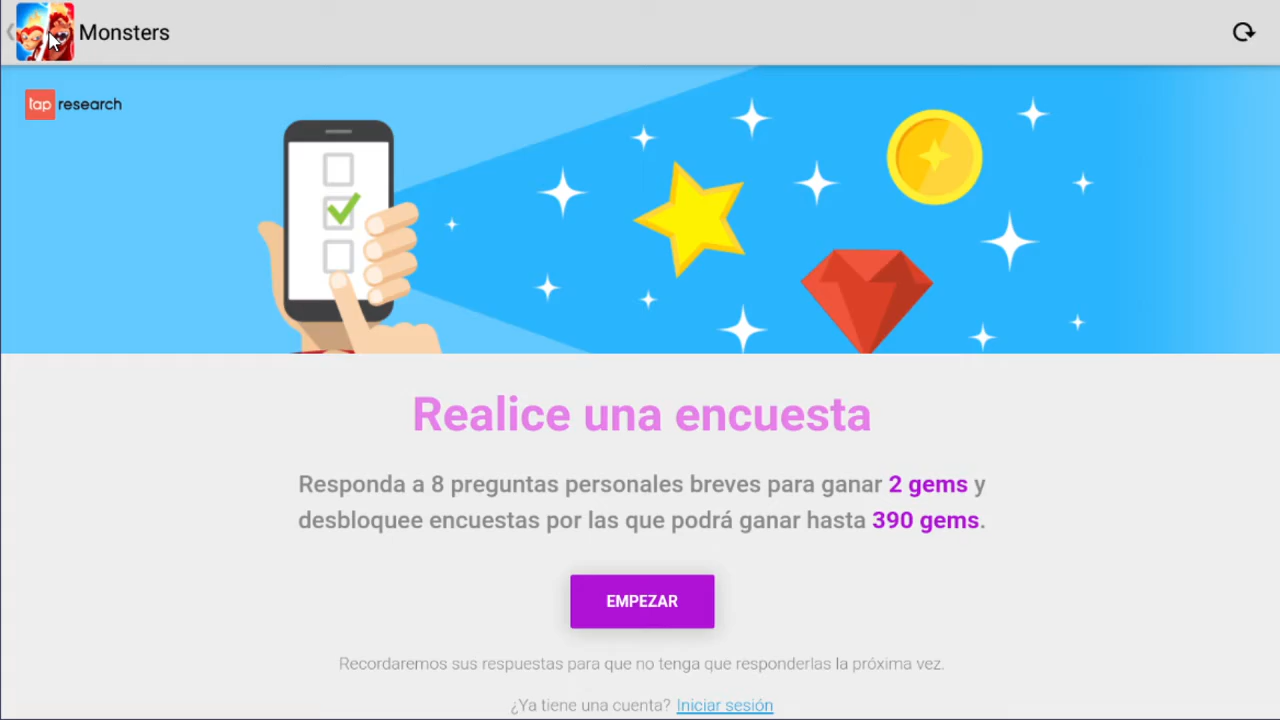 Monsters
tap research
Realice una encuesta
Responda a 8 preguntas personales breves para ganar 2 gems y
desbloquee encuestas por las que podrá ganar hasta 390 gems.
EMPEZAR
Recordaremos sus respuestas para que no tenga que responderlas la próxima vez.
¿Ya tiene una cuenta? Iniciar sesión